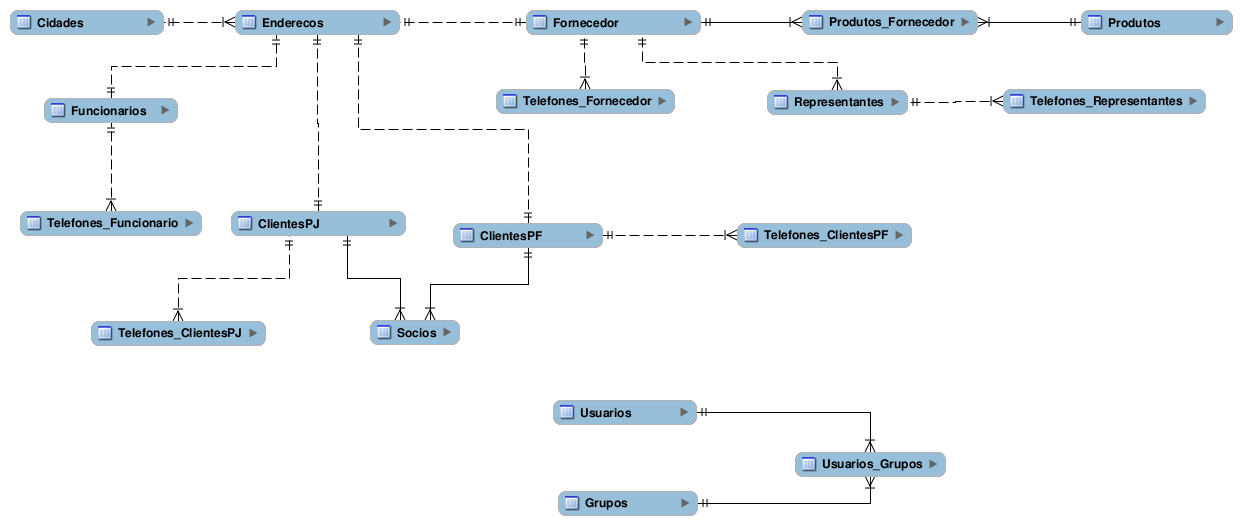 Cidades
Enderecos
Fornecedor
Produtos_Fornecedor
Produtos
Funcionarios
Telefones_Fornecedor
Representantes
Telefones_Representantes
Telefones_Funcionario
ClientesPJ
ClientesPF
Telefones_ClientesPF
Telefones_ClientesPJ
Socios
Usuarios
Usuarios_Grupos
Grupos